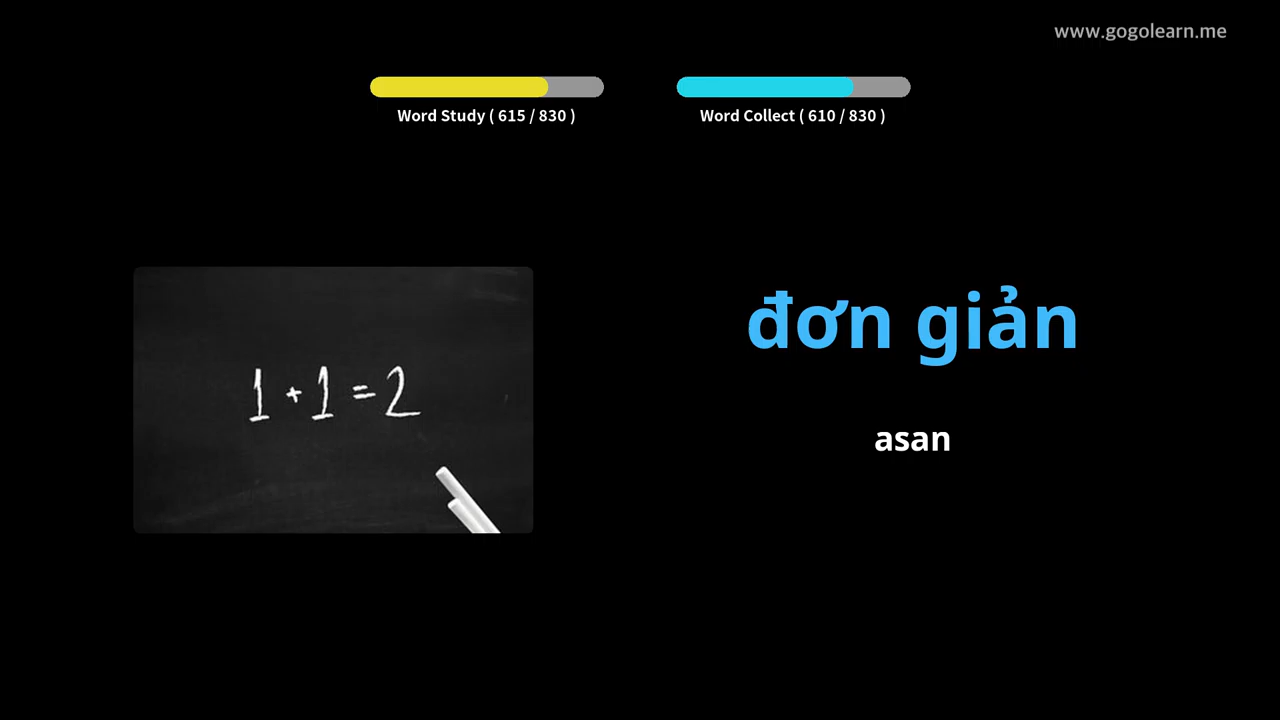 www.gogolearn.me
Word Study ( 615 / 830 )
Word Collect ( 610 / 830 )
1 + 1 = 2
đơn giản
asan